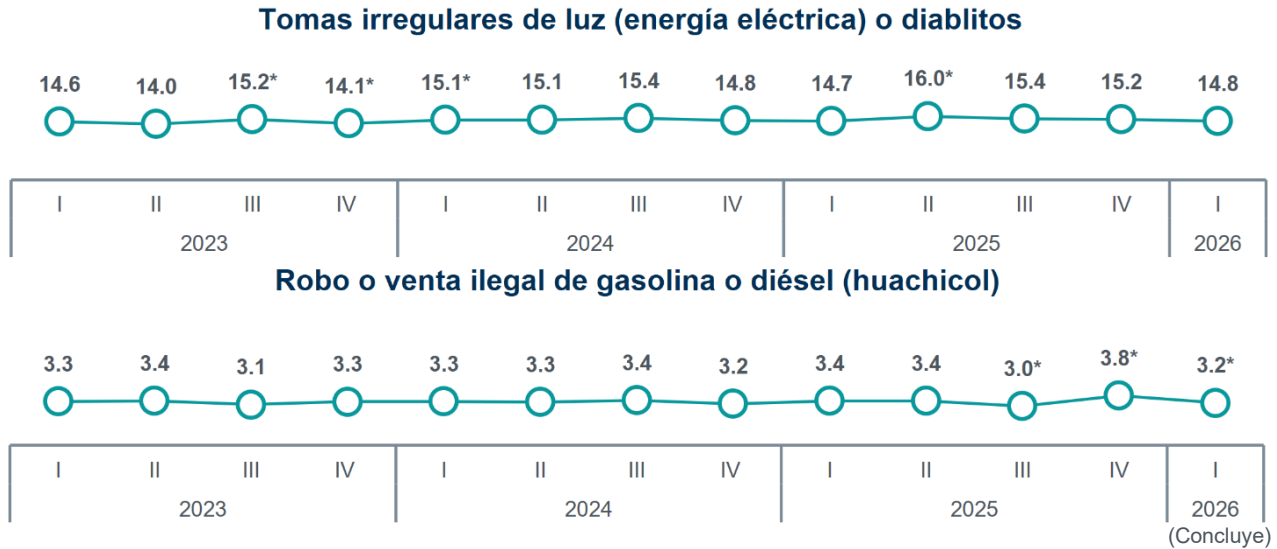 Tomas irregulares de luz (energía eléctrica) o diablitos
14.6 14.0 15.2* 14.1* 15.1* 15.1 15.4 14.8 14.7 16.0* 15.4 15.2 14.8
I II III IV I II III IV I II III IV I
2023 2024 2025 2026
Robo o venta ilegal de gasolina o diésel (huachicol)
3.3 3.4 3.1 3.3 3.3 3.3 3.4 3.2 3.4 3.4 3.0* 3.8* 3.2*
I II III IV I II III IV I II III IV I
2023 2024 2025 2026
(Concluye)